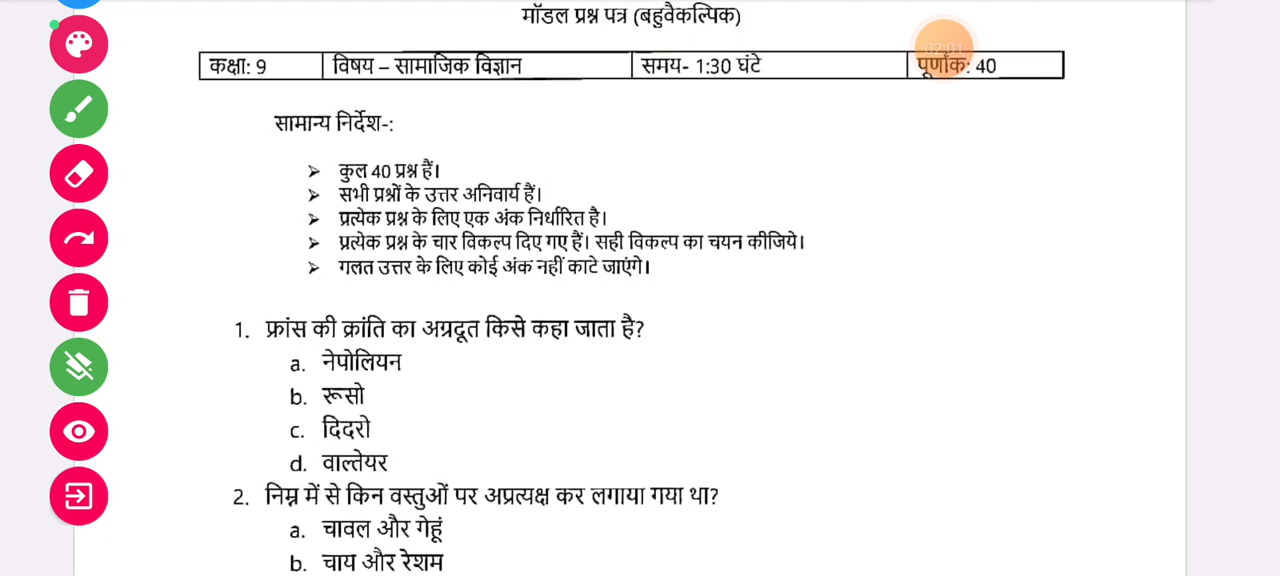 मॉडल प्रश्न पत्र (बहुवैकल्पिक)
कक्षा: 9 विषय – सामाजिक विज्ञान समय- 1:30 घंटे पूर्णांक: 40
02:01
सामान्य निर्देश-:
➢ कुल 40 प्रश्न हैं।
➢ सभी प्रश्नों के उत्तर अनिवार्य हैं।
➢ प्रत्येक प्रश्न के लिए एक अंक निर्धारित है।
➢ प्रत्येक प्रश्न के चार विकल्प दिए गए हैं। सही विकल्प का चयन कीजिये।
➢ गलत उत्तर के लिए कोई अंक नहीं काटे जाएंगे।
1. फ्रांस की क्रांति का अग्रदूत किसे कहा जाता है?
a. नेपोलियन
b. रूसो
c. दिदरो
d. वाल्तेयर
2. निम्न में से किन वस्तुओं पर अप्रत्यक्ष कर लगाया गया था?
a. चावल और गेहूं
b. चाय और रेशम